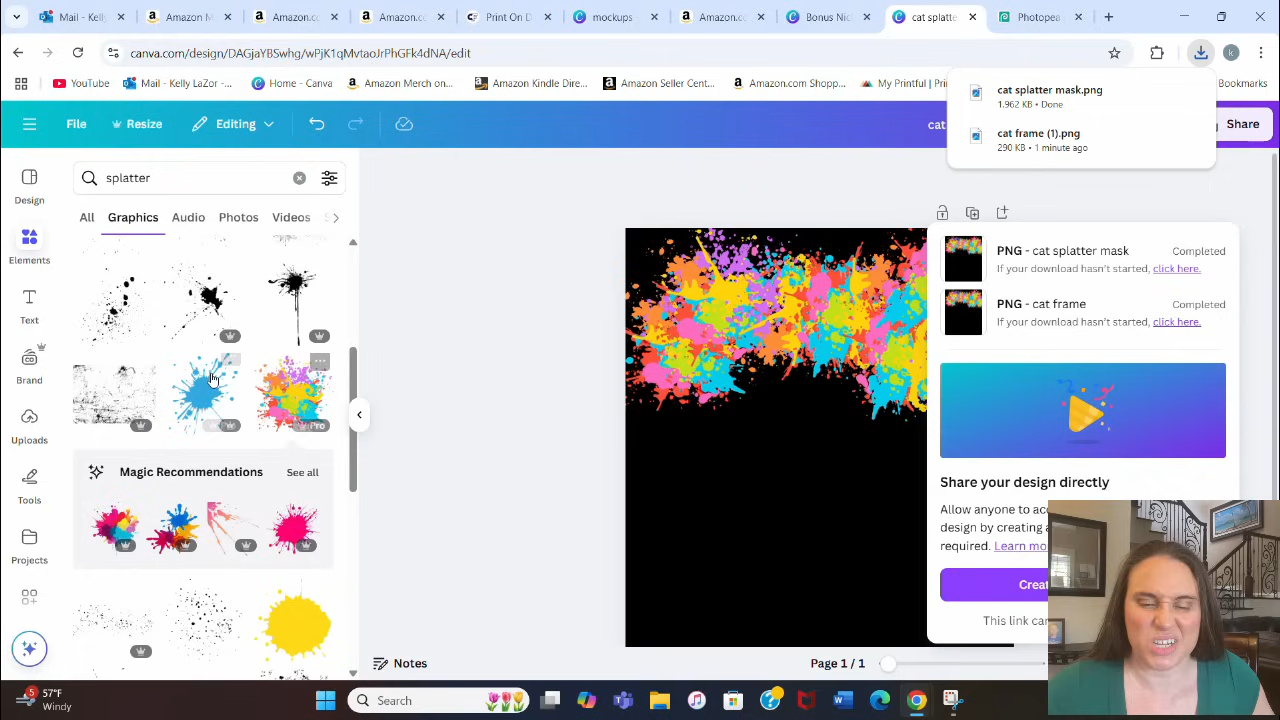 Mail - Kelly
Amazon M
Amazon.c
Amazon.co
Print On D
mockups
Amazon.c
Bonus Nic
cat splatte
Photopea
canva.com/design/DAGjaYBSwhg/wPjK1qMvtaoJrPhGFk4dNA/edit
k
YouTube
Mail - Kelly LaZor -...
Home - Canva
Amazon Merch on...
Amazon Kindle Dire...
Amazon Seller Cent...
Amazon.com: Shopp...
My Printful | Pr
Bookmarks
cat splatter mask.png
1,962 KB • Done
cat frame (1).png
290 KB • 1 minute ago
File
Resize
Editing
cat
Share
Design
Elements
Text
Brand
Uploads
Tools
Projects
splatter
All
Graphics
Audio
Photos
Videos
Pro
Magic Recommendations
See all
PNG - cat splatter mask
Completed
If your download hasn't started, click here.
PNG - cat frame
Completed
If your download hasn't started, click here.
Share your design directly
Allow anyone to acc
design by creating a
required. Learn mo
Creat
This link can
Notes
Page 1 / 1
5
57°F
Windy
Search